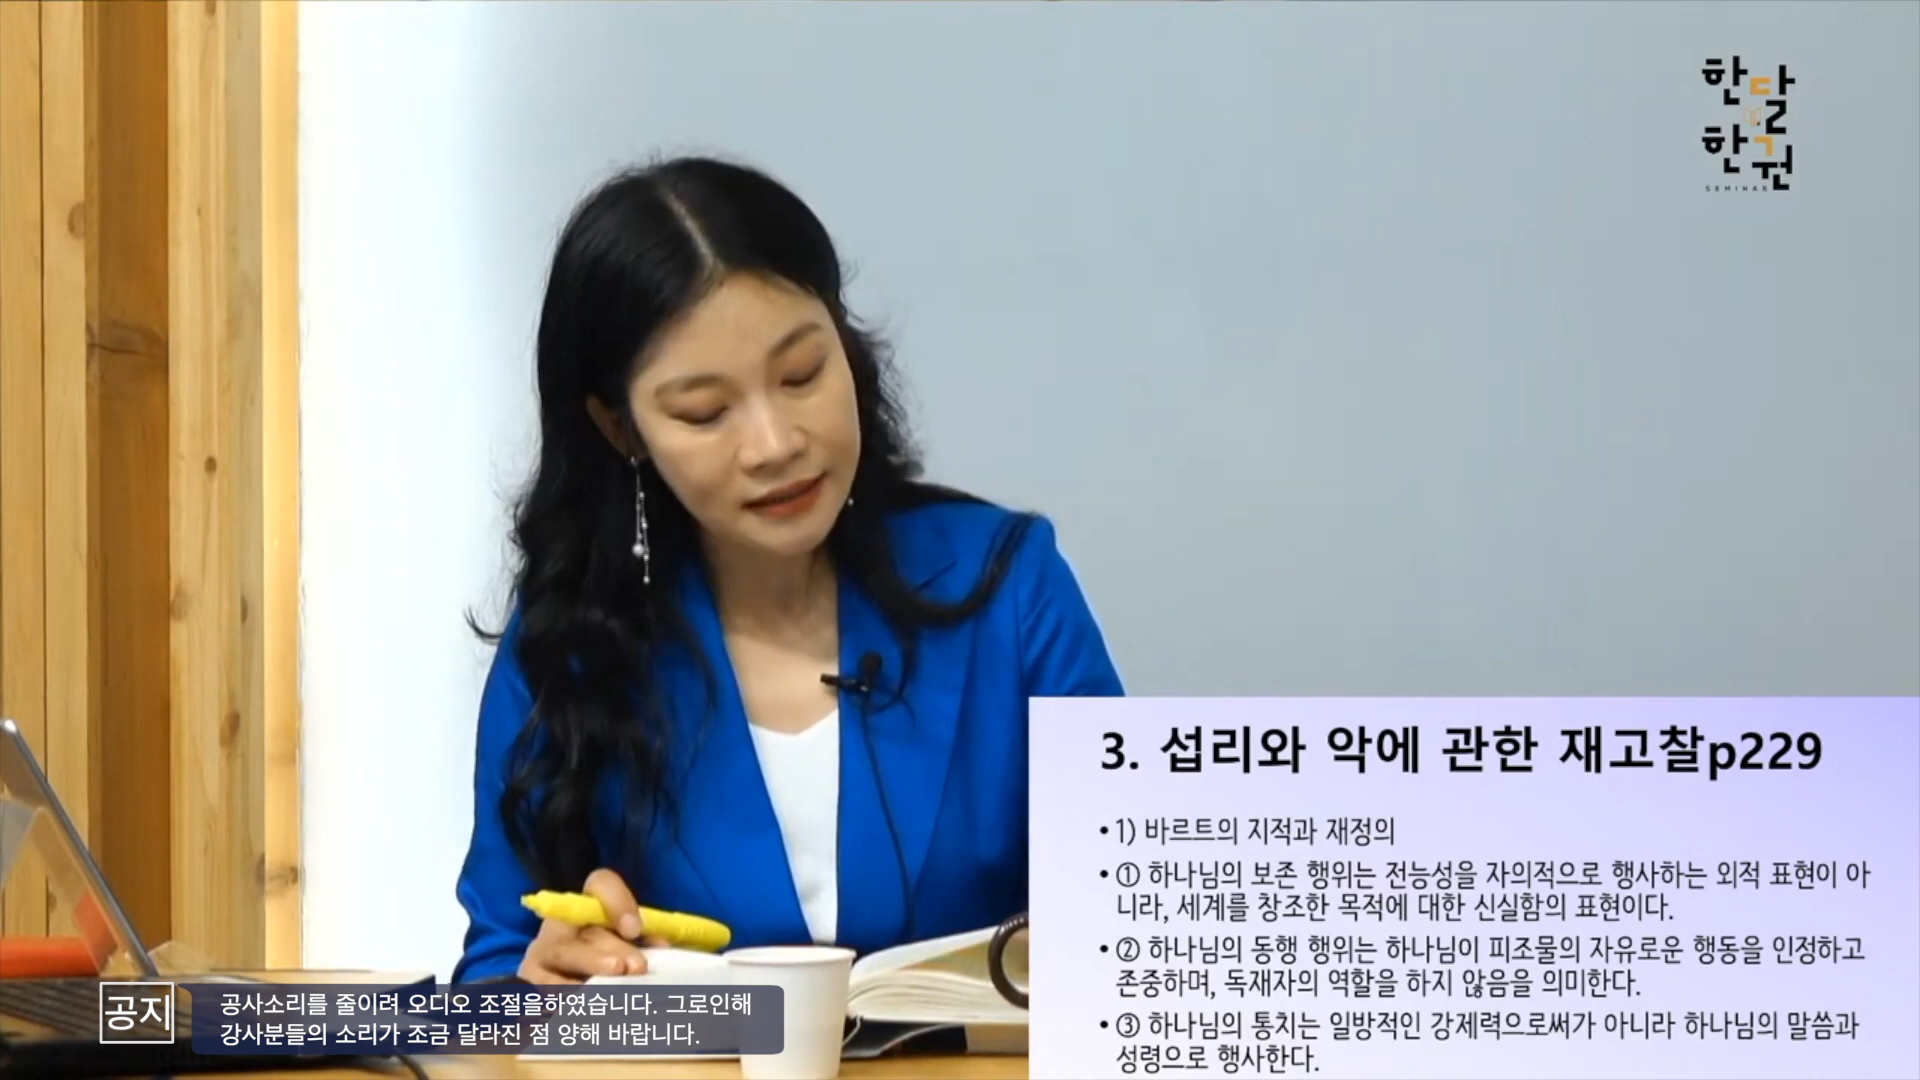 한달
한권
SEMINAR
3. 섭리와 악에 관한 재고찰p229
• 1) 바르트의 지적과 재정의
• ① 하나님의 보존 행위는 전능성을 자의적으로 행사하는 외적 표현이 아
니라, 세계를 창조한 목적에 대한 신실함의 표현이다.
• ② 하나님의 동행 행위는 하나님이 피조물의 자유로운 행동을 인정하고
존중하며, 독재자의 역할을 하지 않음을 의미한다.
• ③ 하나님의 통치는 일방적인 강제력으로써가 아니라 하나님의 말씀과
성령으로 행사한다.
공지
공사소리를 줄이려 오디오 조절을하였습니다. 그로인해
강사분들의 소리가 조금 달라진 점 양해 바랍니다.